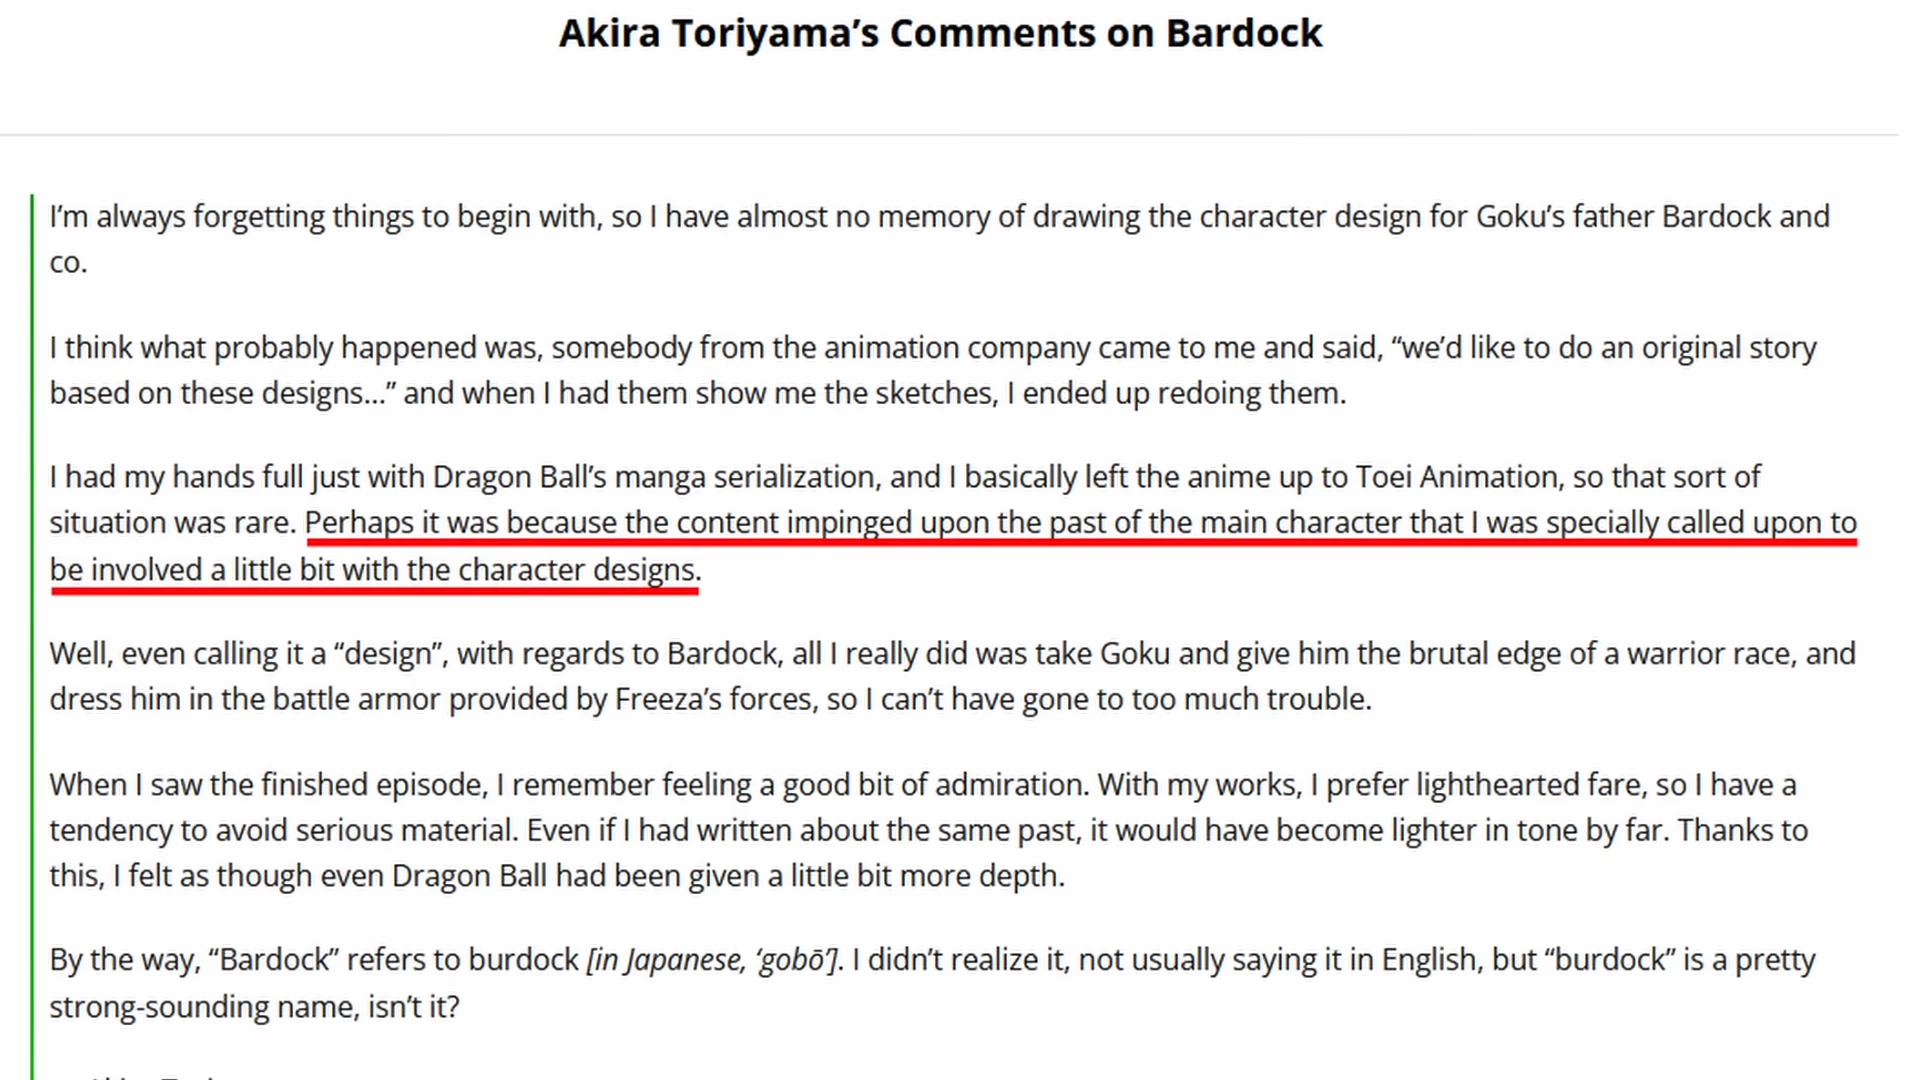 Akira Toriyama’s Comments on Bardock
I’m always forgetting things to begin with, so I have almost no memory of drawing the character design for Goku’s father Bardock and
co.
I think what probably happened was, somebody from the animation company came to me and said, “we’d like to do an original story
based on these designs…” and when I had them show me the sketches, I ended up redoing them.
I had my hands full just with Dragon Ball’s manga serialization, and I basically left the anime up to Toei Animation, so that sort of
situation was rare. Perhaps it was because the content impinged upon the past of the main character that I was specially called upon to
be involved a little bit with the character designs.
Well, even calling it a “design”, with regards to Bardock, all I really did was take Goku and give him the brutal edge of a warrior race, and
dress him in the battle armor provided by Freeza’s forces, so I can’t have gone to too much trouble.
When I saw the finished episode, I remember feeling a good bit of admiration. With my works, I prefer lighthearted fare, so I have a
tendency to avoid serious material. Even if I had written about the same past, it would have become lighter in tone by far. Thanks to
this, I felt as though even Dragon Ball had been given a little bit more depth.
By the way, “Bardock” refers to burdock [in Japanese, ‘gobō’]. I didn’t realize it, not usually saying it in English, but “burdock” is a pretty
strong-sounding name, isn’t it?